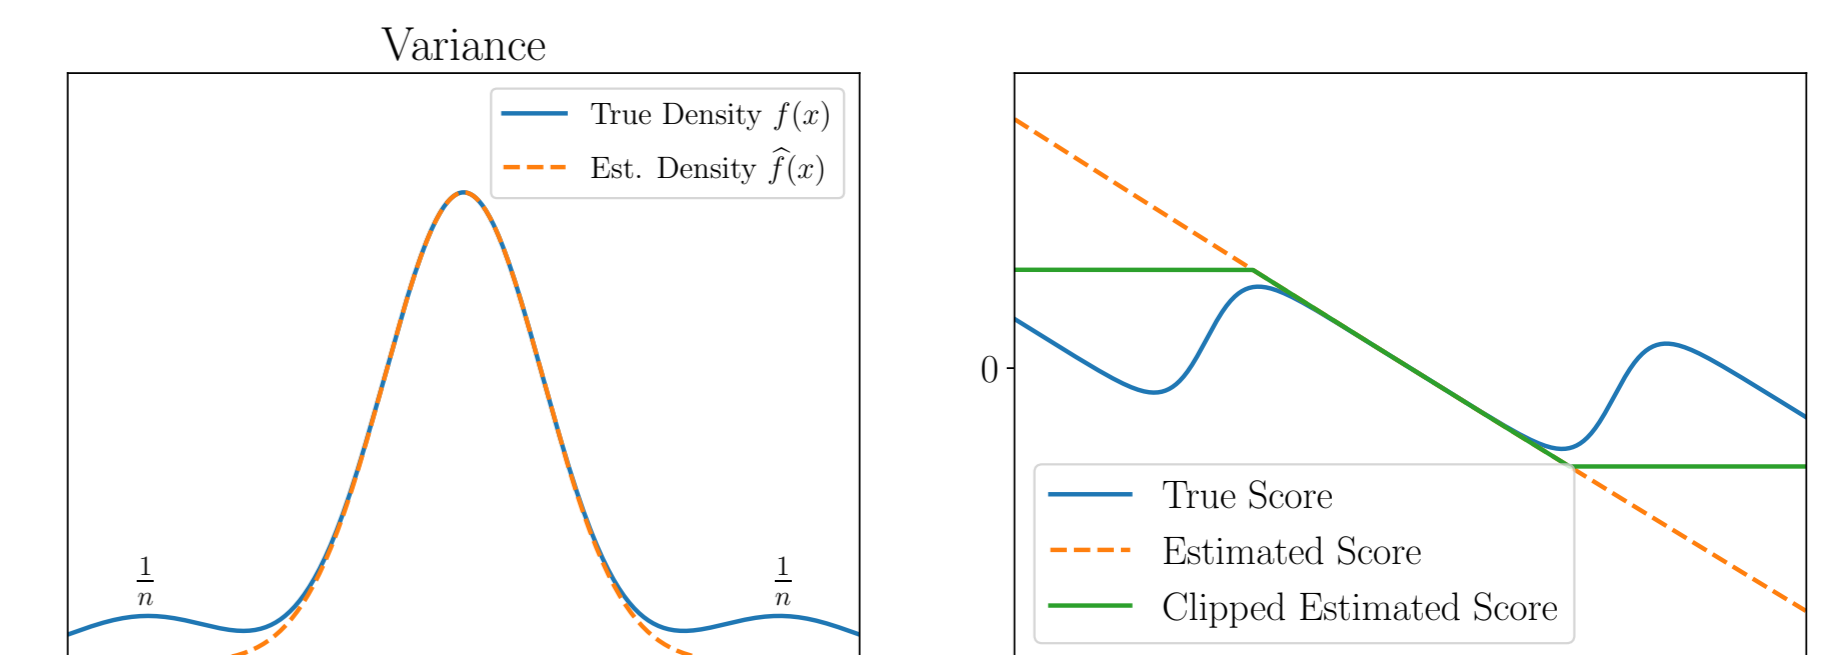 Variance
True Density f(x)
Est. Density f̂(x)
1/n
1/n
0
True Score
Estimated Score
Clipped Estimated Score